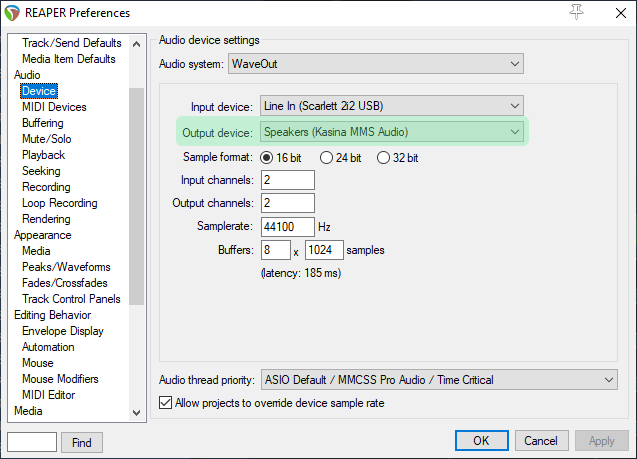 REAPER Preferences
Track/Send Defaults
Media Item Defaults
Audio
Device
MIDI Devices
Buffering
Mute/Solo
Playback
Seeking
Recording
Loop Recording
Rendering
Appearance
Media
Peaks/Waveforms
Fades/Crossfades
Track Control Panels
Editing Behavior
Envelope Display
Automation
Mouse
Mouse Modifiers
MIDI Editor
Media
Find
Audio device settings
Audio system: WaveOut
Input device: Line In (Scarlett 2i2 USB)
Output device: Speakers (Kasina MMS Audio)
Sample format: 16 bit 24 bit 32 bit
Input channels: 2
Output channels: 2
Samplerate: 44100 Hz
Buffers: 8 x 1024 samples
(latency: 185 ms)
Audio thread priority: ASIO Default / MMCSS Pro Audio / Time Critical
Allow projects to override device sample rate
OK Cancel Apply